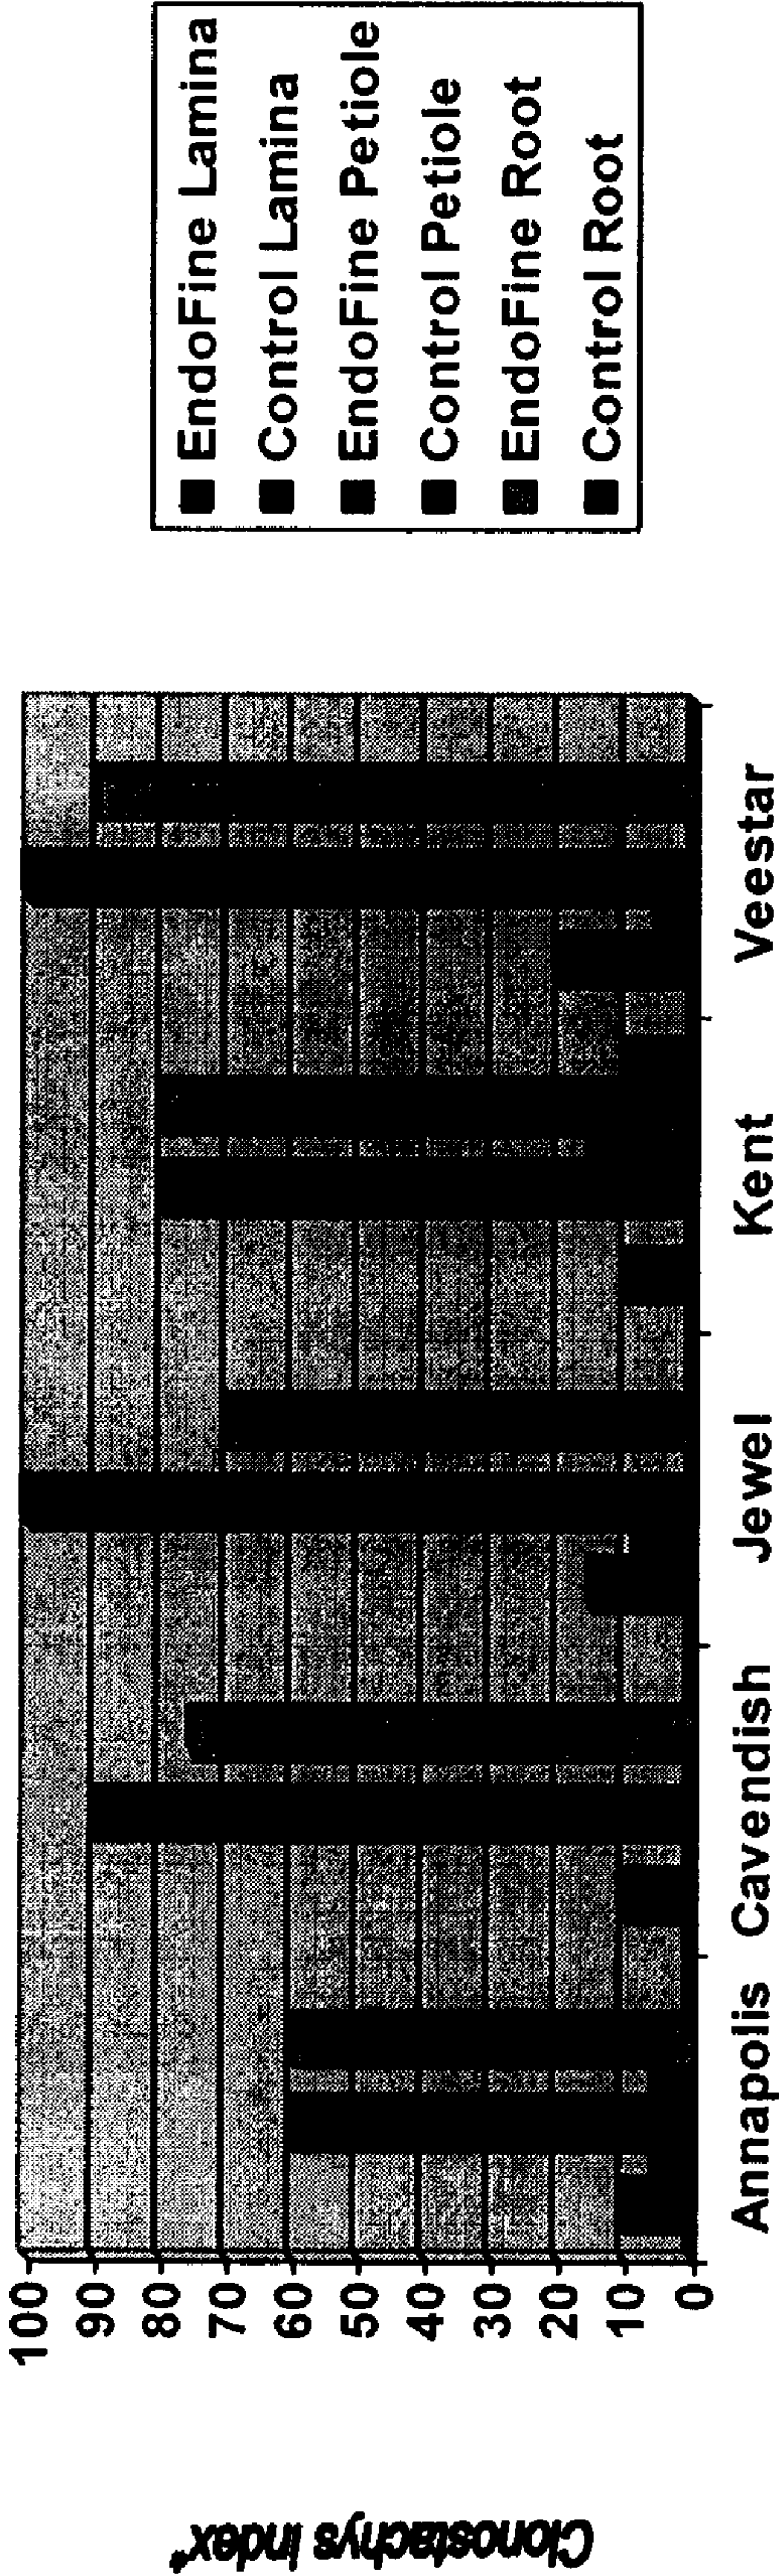 Clonostachys Index*
100
90
80
70
60
50
40
30
20
10
0
Annapolis Cavendish Jewel Kent Veestar
EndoFine Lamina
Control Lamina
EndoFine Petiole
Control Petiole
EndoFine Root
Control Root